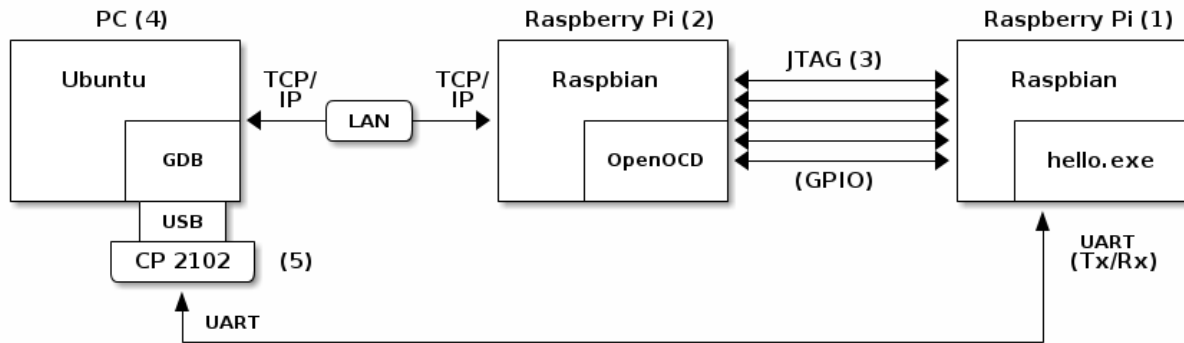 PC (4)
Raspberry Pi (2)
Raspberry Pi (1)
Ubuntu
TCP/
IP
LAN
TCP/
IP
Raspbian
JTAG (3)
Raspbian
GDB
OpenOCD
(GPIO)
hello.exe
USB
CP 2102
(5)
UART
(Tx/Rx)
UART